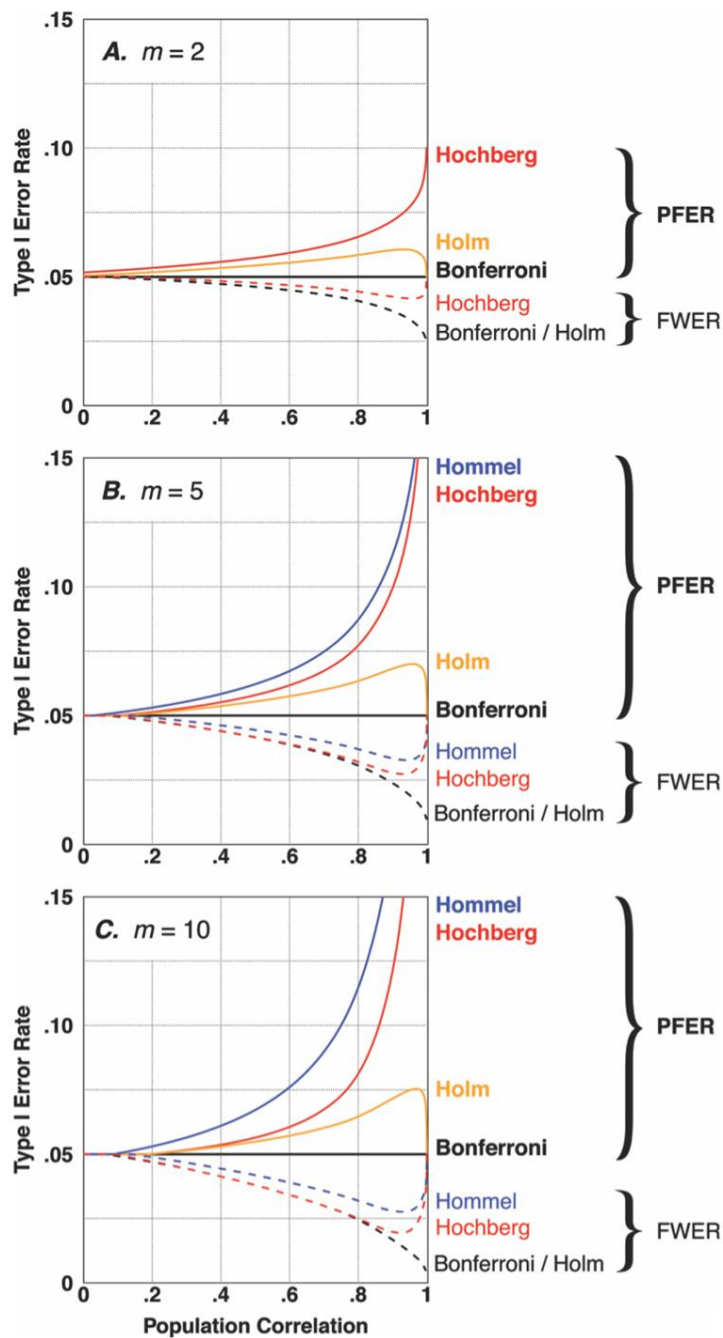 A. m = 2
Type I Error Rate
.15
.10
.05
0
0 .2 .4 .6 .8 1
Hochberg
Holm
Bonferroni
Hochberg
Bonferroni / Holm
PFER
FWER
B. m = 5
Type I Error Rate
.15
.10
.05
0
0 .2 .4 .6 .8 1
Hommel
Hochberg
Holm
Bonferroni
Hommel
Hochberg
Bonferroni / Holm
PFER
FWER
C. m = 10
Type I Error Rate
.15
.10
.05
0
0 .2 .4 .6 .8 1
Population Correlation
Hommel
Hochberg
Holm
Bonferroni
Hommel
Hochberg
Bonferroni / Holm
PFER
FWER